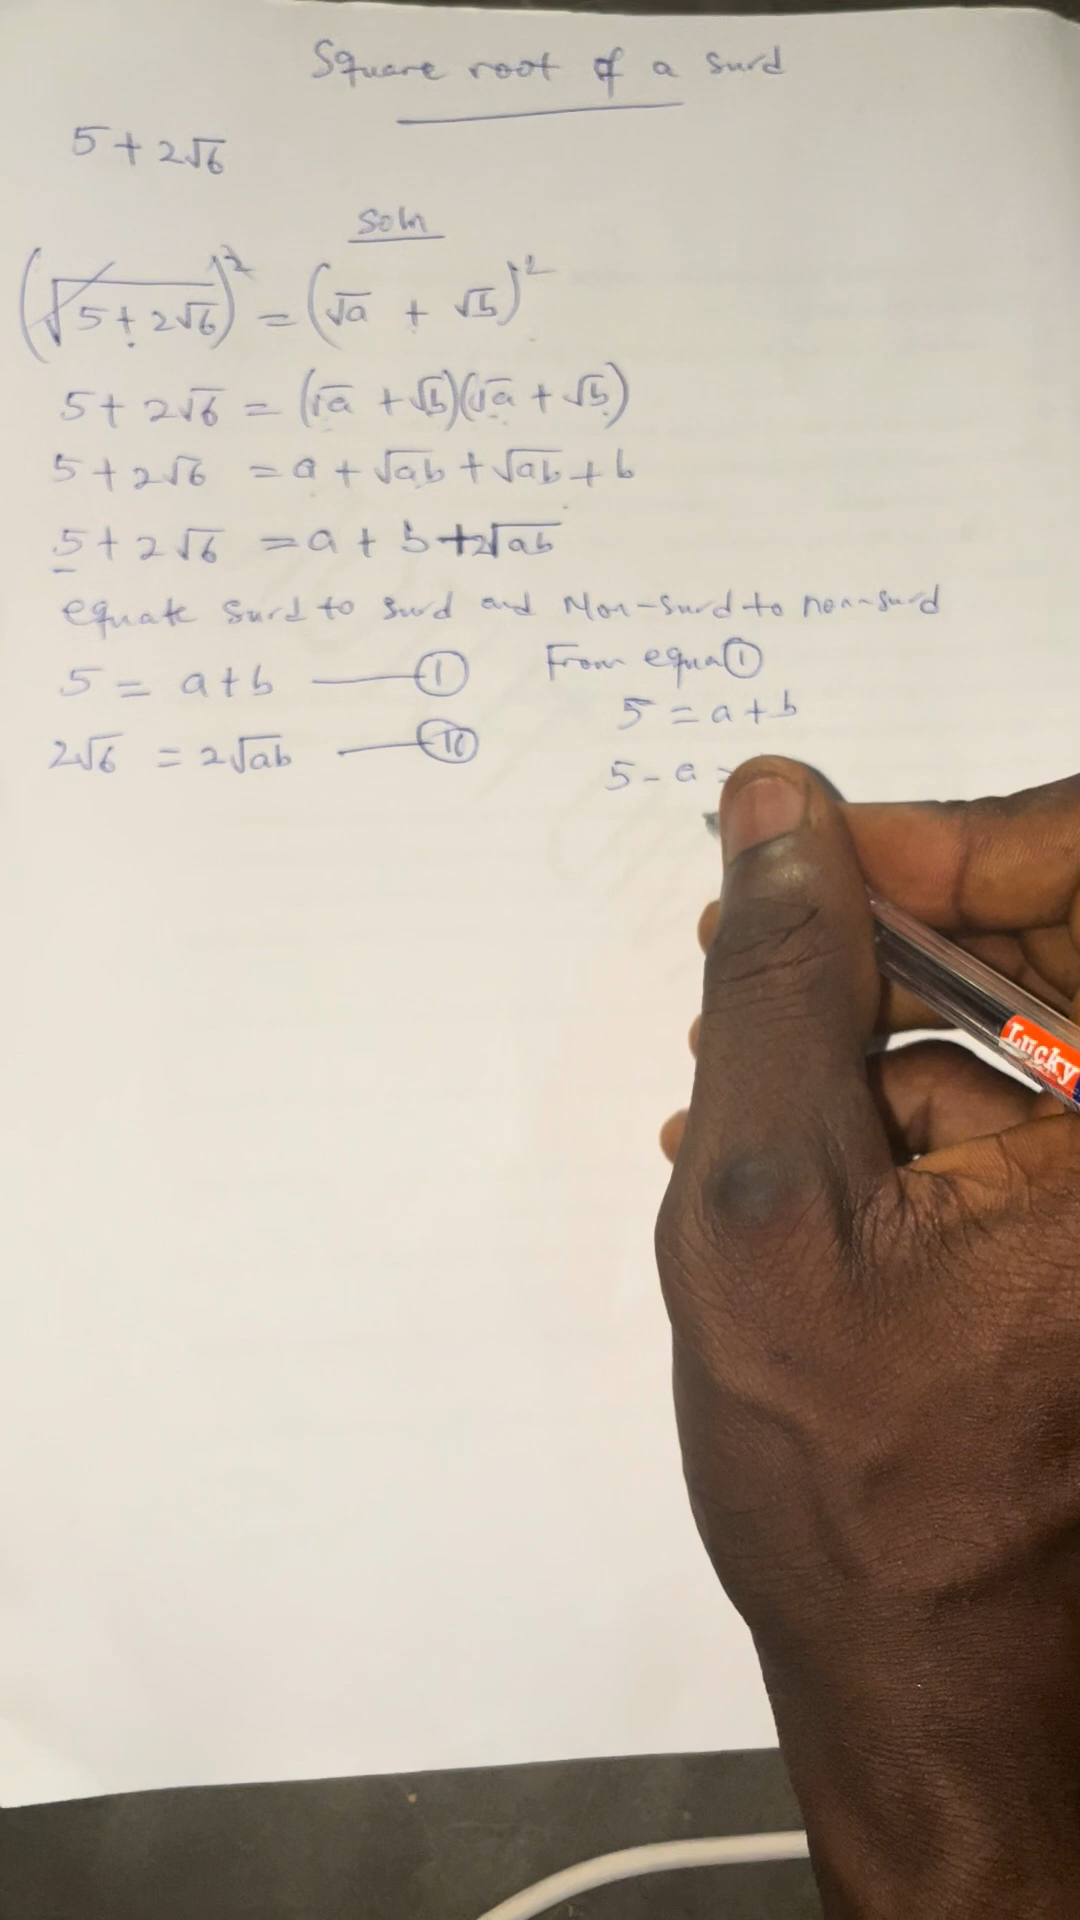 Square root of a surd
5 + 2√6
soln
(√(5 + 2√6))² = (√a + √b)²
5 + 2√6 = (√a + √b)(√a + √b)
5 + 2√6 = a + √ab + √ab + b
5 + 2√6 = a + b + 2√ab
equate surd to surd and Non-surd to non-surd
5 = a + b — ①
2√6 = 2√ab — ⑪
From equa ①
5 = a + b
5 - a =
Lucky